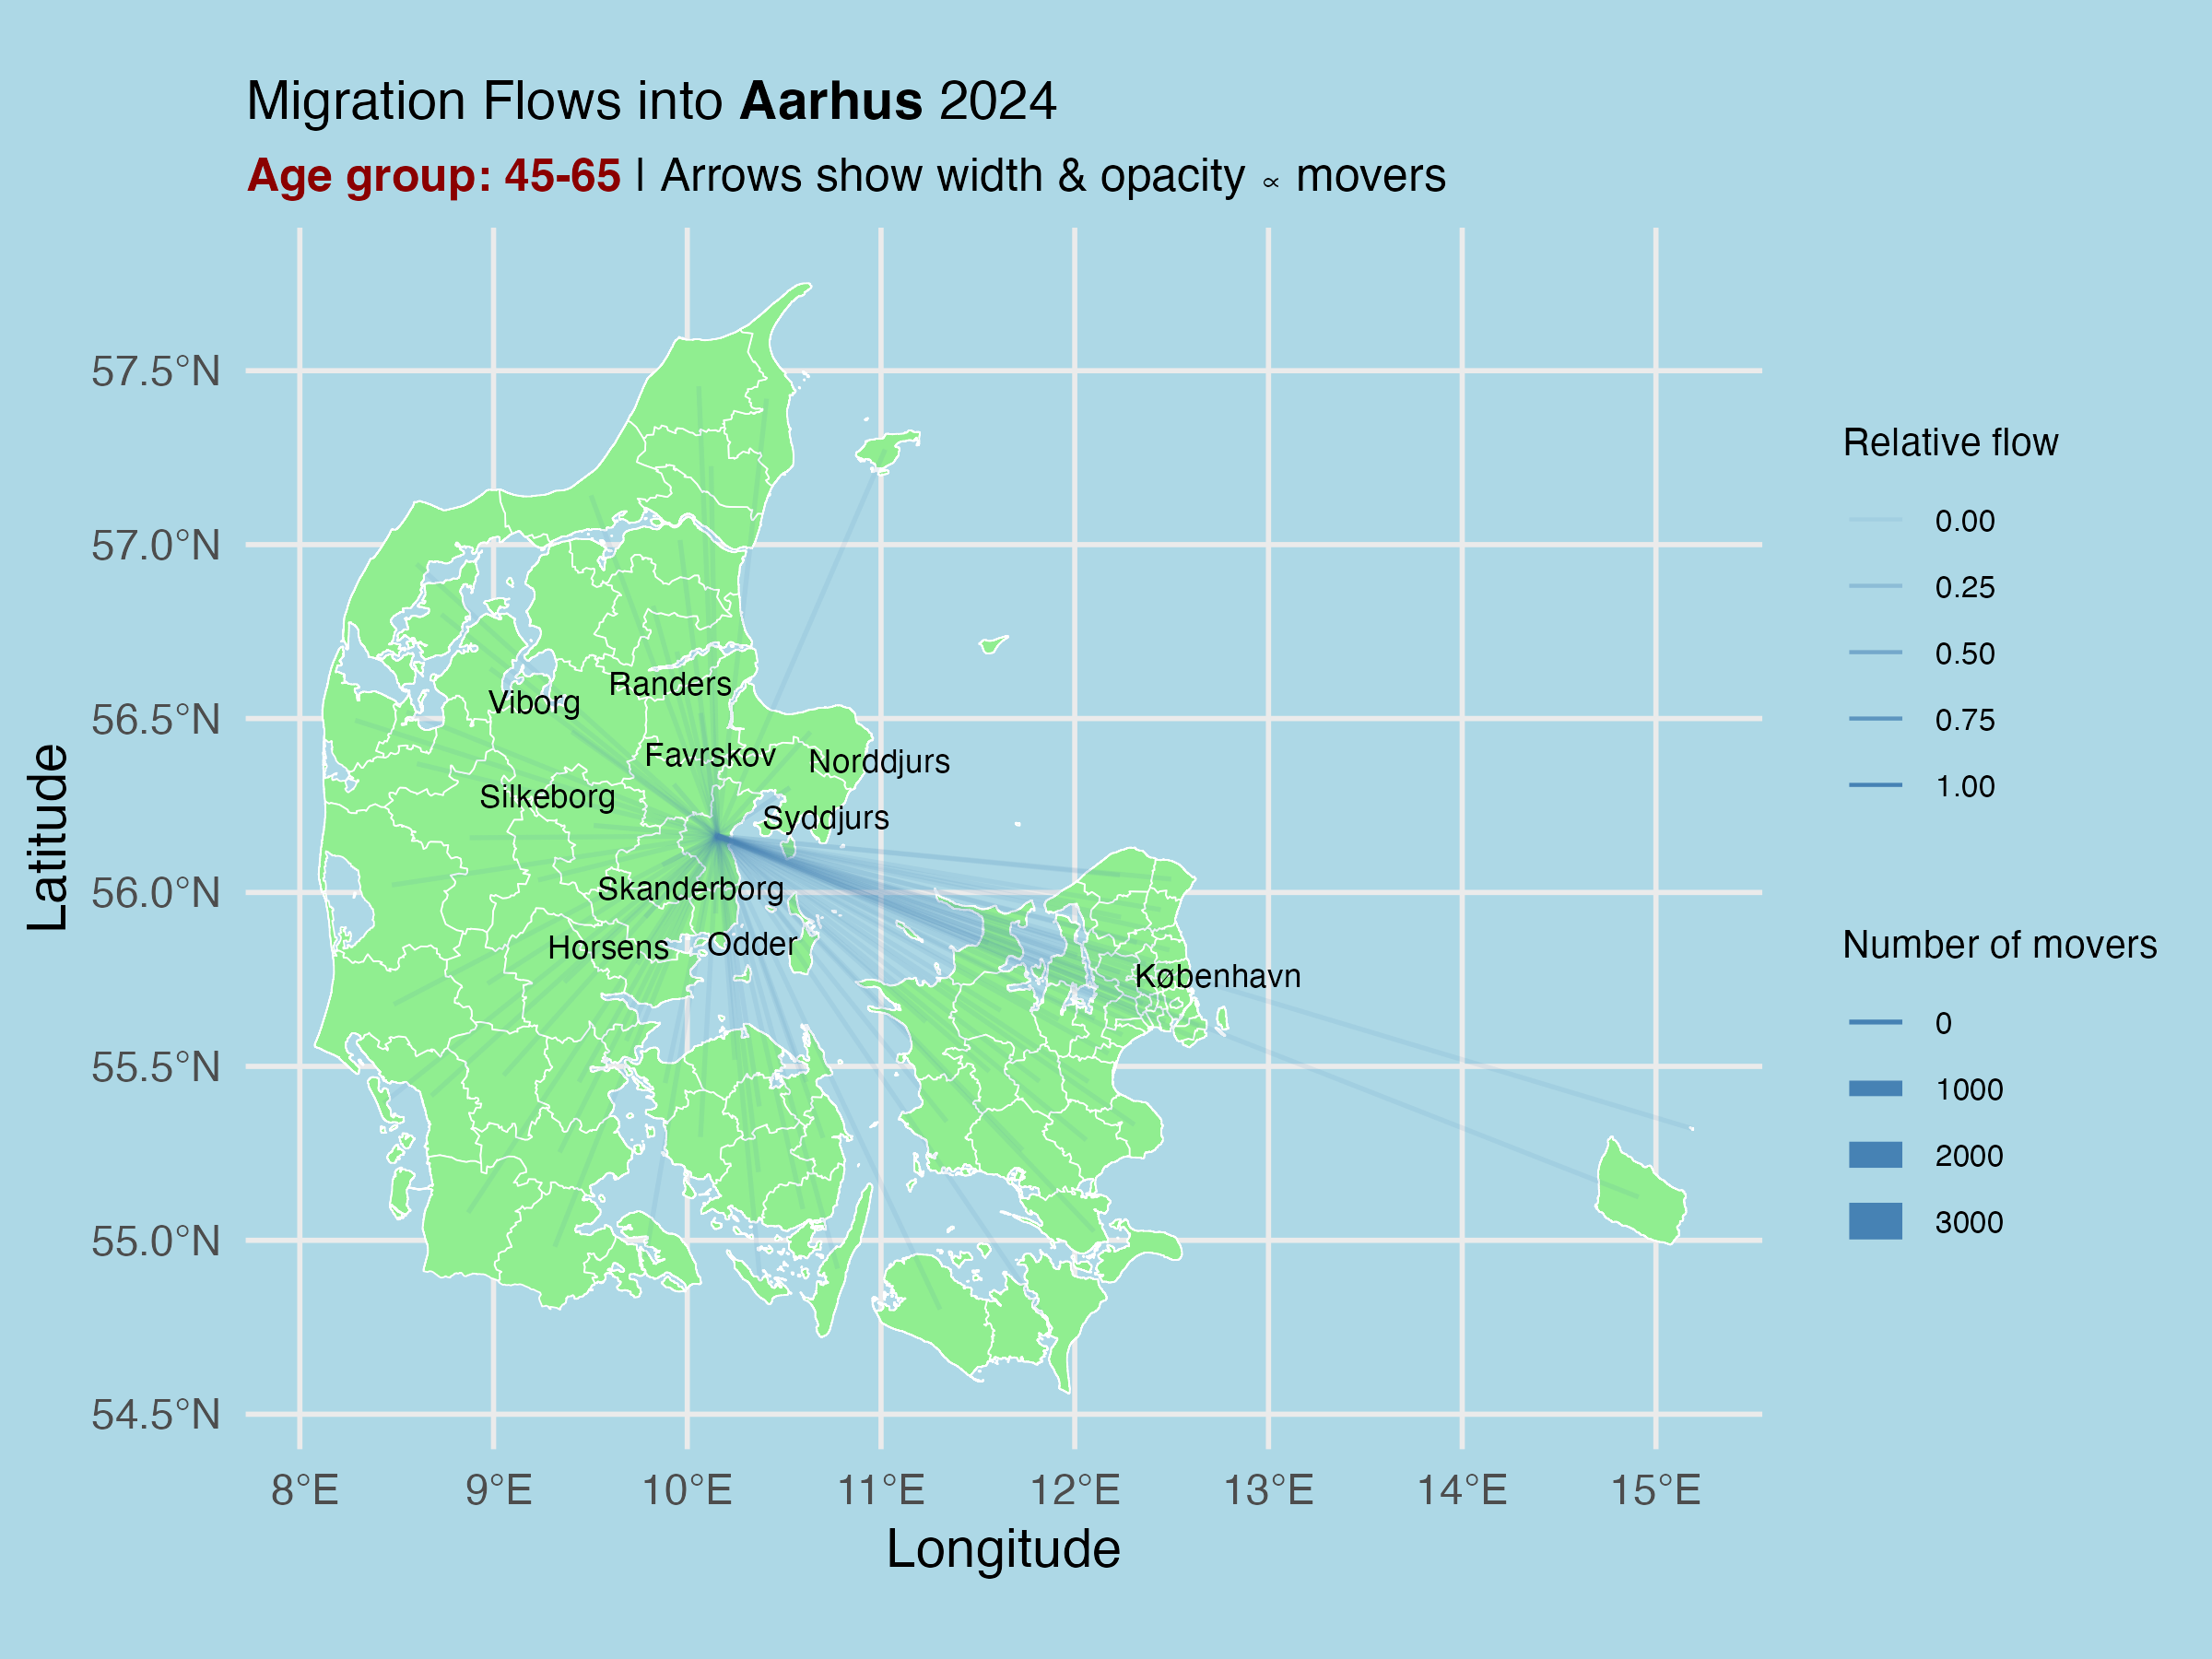 Migration Flows into Aarhus 2024
Age group: 45-65 | Arrows show width & opacity ∝ movers
57.5°N
57.0°N
56.5°N
56.0°N
55.5°N
55.0°N
54.5°N
Latitude
Randers
Viborg
Favrskov
Norddjurs
Silkeborg
Syddjurs
Skanderborg
Horsens
Odder
København
8°E
9°E
10°E
11°E
12°E
13°E
14°E
15°E
Longitude
Relative flow
0.00
0.25
0.50
0.75
1.00
Number of movers
0
1000
2000
3000